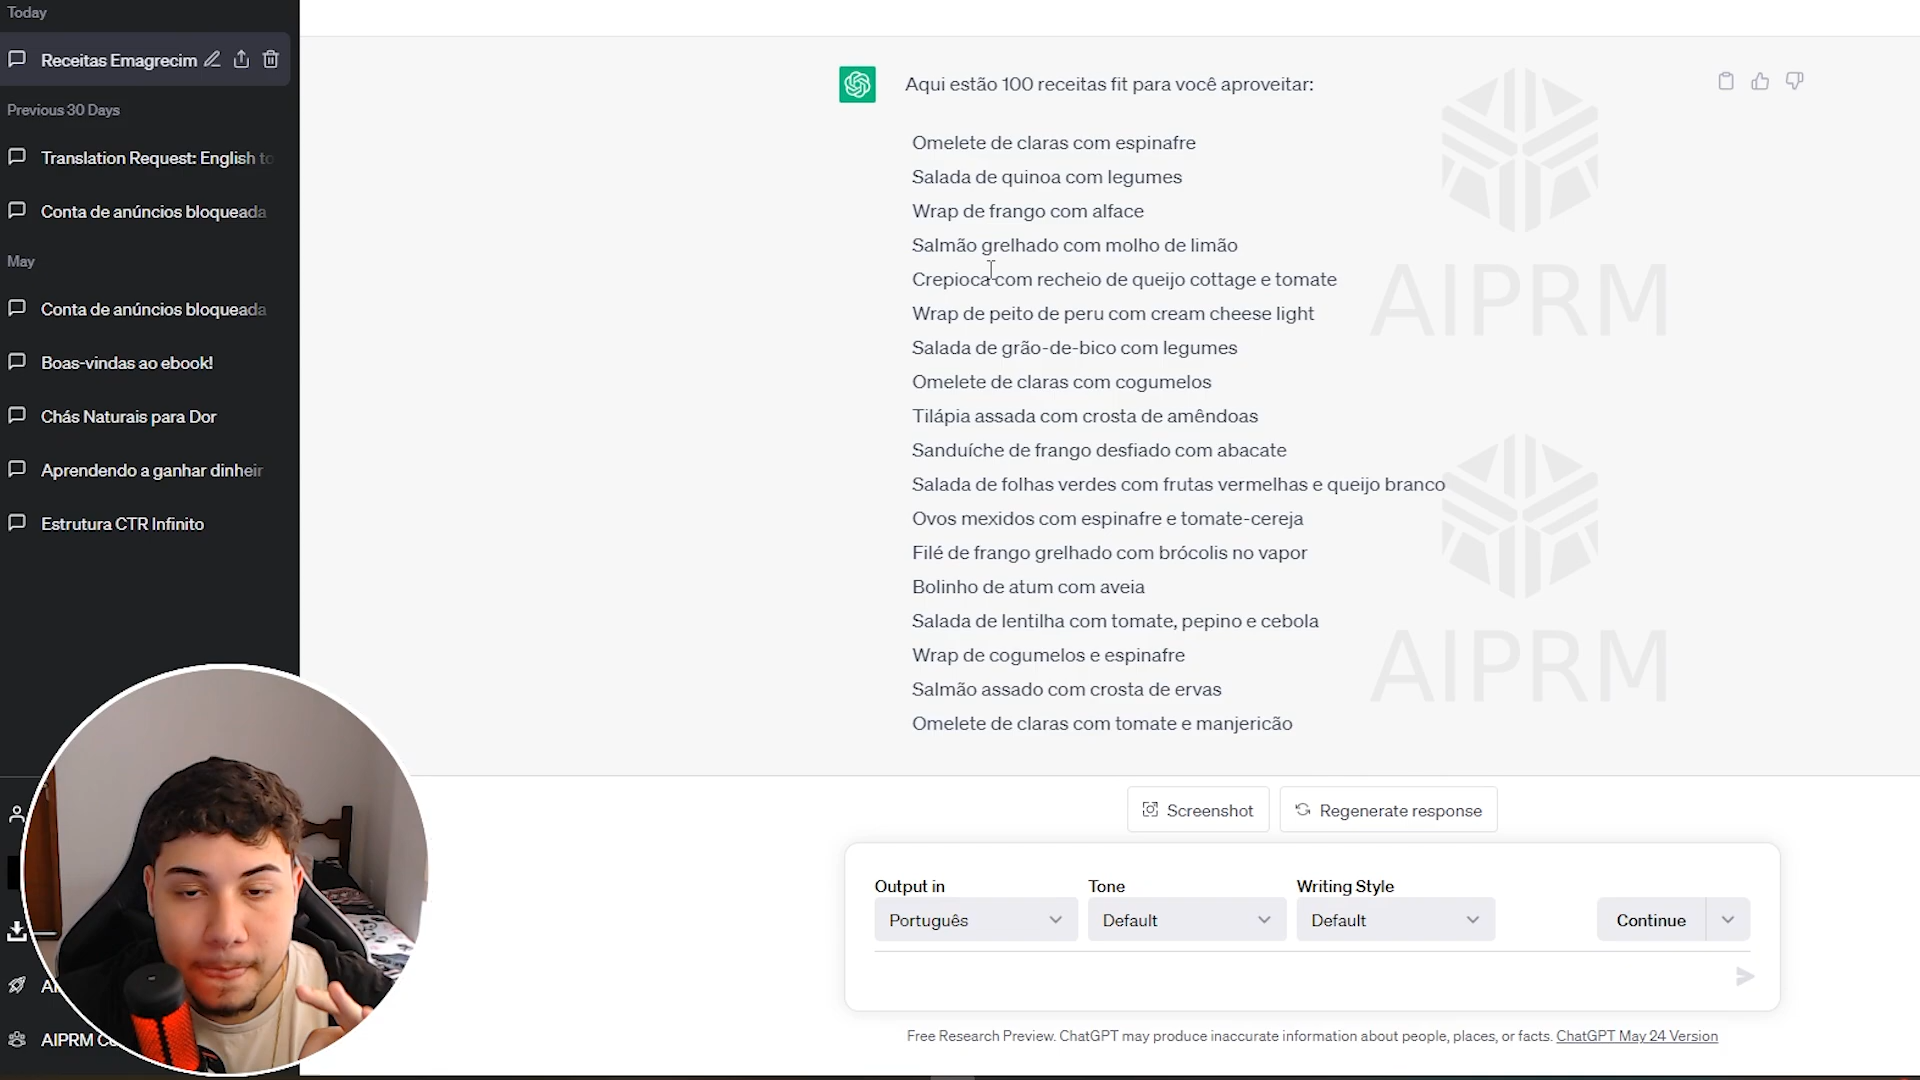 Today
Receitas Emagrecim
Previous 30 Days
Translation Request: English to
Conta de anúncios bloqueada
May
Conta de anúncios bloqueada
Boas-vindas ao ebook!
Chás Naturais para Dor
Aprendendo a ganhar dinheir
Estrutura CTR Infinito
AIPRM Co
Aqui estão 100 receitas fit para você aproveitar:
Omelete de claras com espinafre
Salada de quinoa com legumes
Wrap de frango com alface
Salmão grelhado com molho de limão
Crepioca com recheio de queijo cottage e tomate
Wrap de peito de peru com cream cheese light
Salada de grão-de-bico com legumes
Omelete de claras com cogumelos
Tilápia assada com crosta de amêndoas
Sanduíche de frango desfiado com abacate
Salada de folhas verdes com frutas vermelhas e queijo branco
Ovos mexidos com espinafre e tomate-cereja
Filé de frango grelhado com brócolis no vapor
Bolinho de atum com aveia
Salada de lentilha com tomate, pepino e cebola
Wrap de cogumelos e espinafre
Salmão assado com crosta de ervas
Omelete de claras com tomate e manjericão
AIPRM
AIPRM
Screenshot
Regenerate response
Output in
Tone
Writing Style
Português
Default
Default
Continue
Free Research Preview. ChatGPT may produce inaccurate information about people, places, or facts. ChatGPT May 24 Version